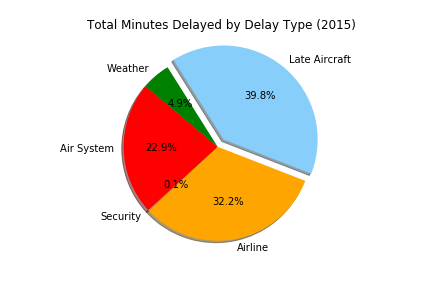 Total Minutes Delayed by Delay Type (2015)
Late Aircraft
Weather
39.8%
4.9%
Air System
22.9%
0.1%
32.2%
Security
Airline